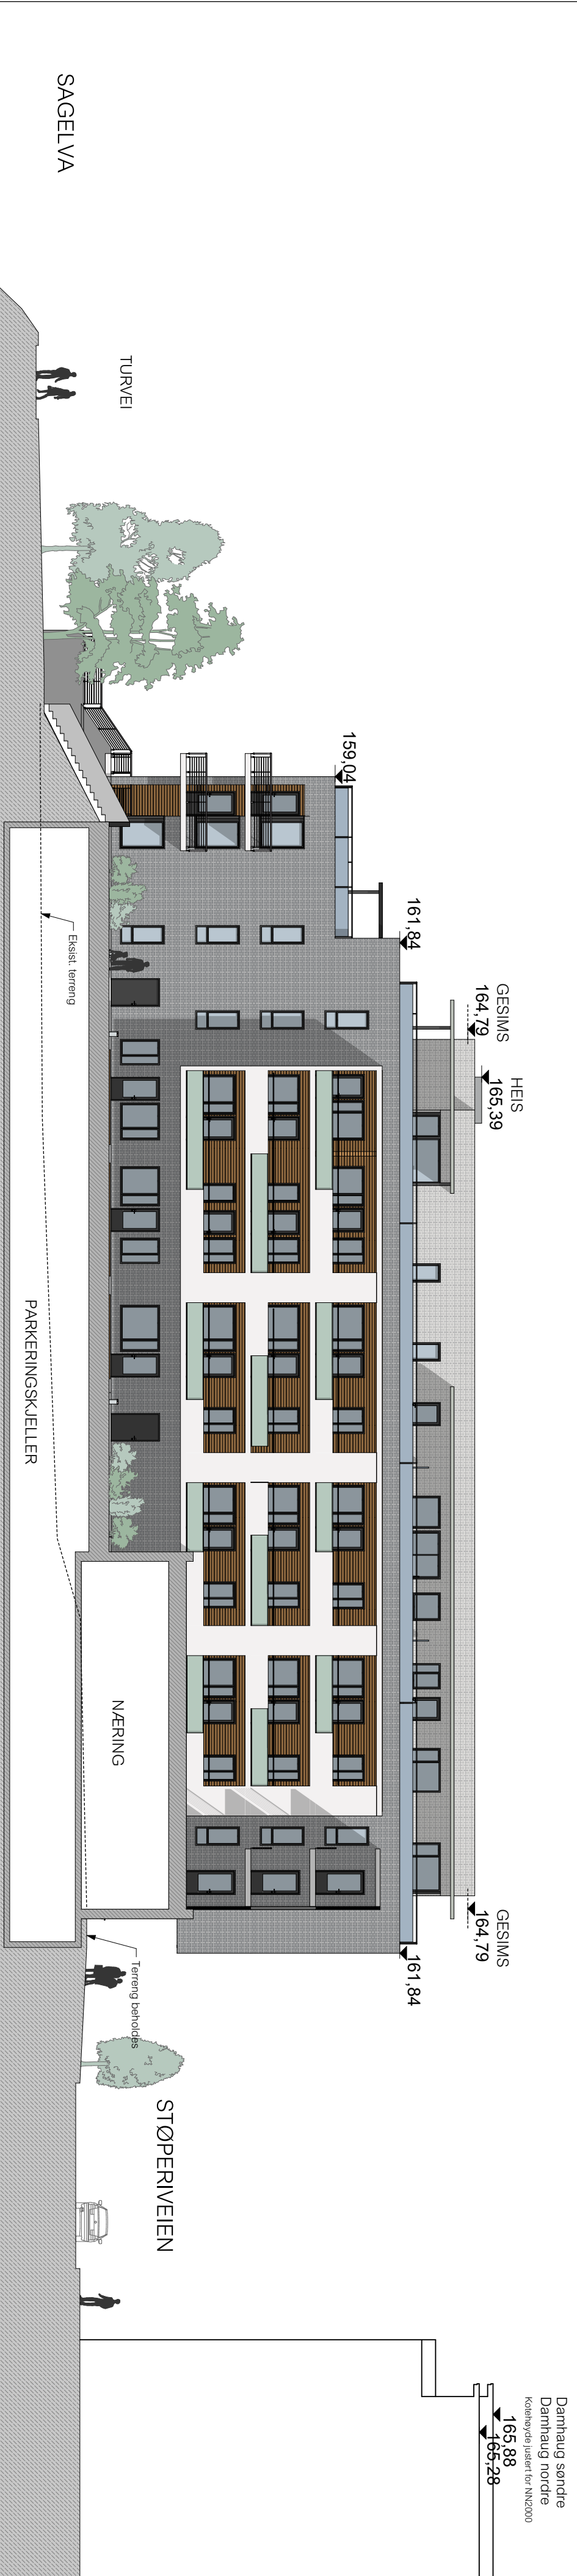 SAGELVA
TURVEI
159,04
161,84
GESIMS
164,79
HEIS
165,39
Eksist. terreng
PARKERINGSKJELLER
NÆRING
GESIMS
164,79
161,84
Terreng beholdes
STØPERIVEIEN
Damhaug søndre
Damhaug nordre
Kotehøyde justert for NN2000
165,88
165,28